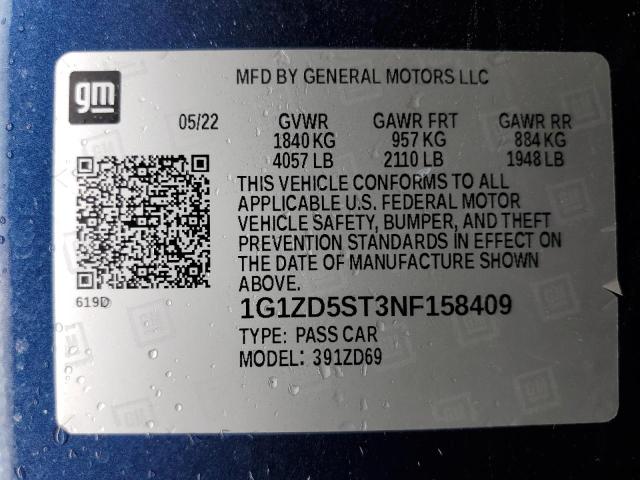 gm
MFD BY GENERAL MOTORS LLC
05/22 GVWR GAWR FRT GAWR RR
1840 KG 957 KG 884 KG
4057 LB 2110 LB 1948 LB
THIS VEHICLE CONFORMS TO ALL
APPLICABLE U.S. FEDERAL MOTOR
VEHICLE SAFETY, BUMPER, AND THEFT
PREVENTION STANDARDS IN EFFECT ON
THE DATE OF MANUFACTURE SHOWN
ABOVE.
619D
1G1ZD5ST3NF158409
TYPE: PASS CAR
MODEL: 391ZD69